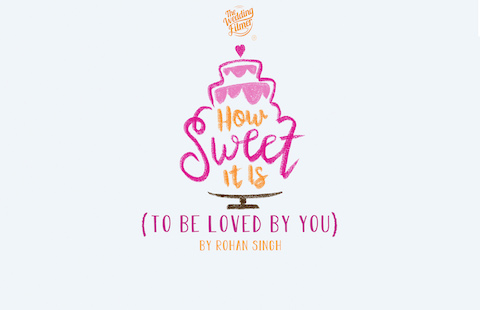 The
Wedding
Filmer
How
Sweet
It Is
(TO BE LOVED BY YOU)
BY ROHAN SINGH